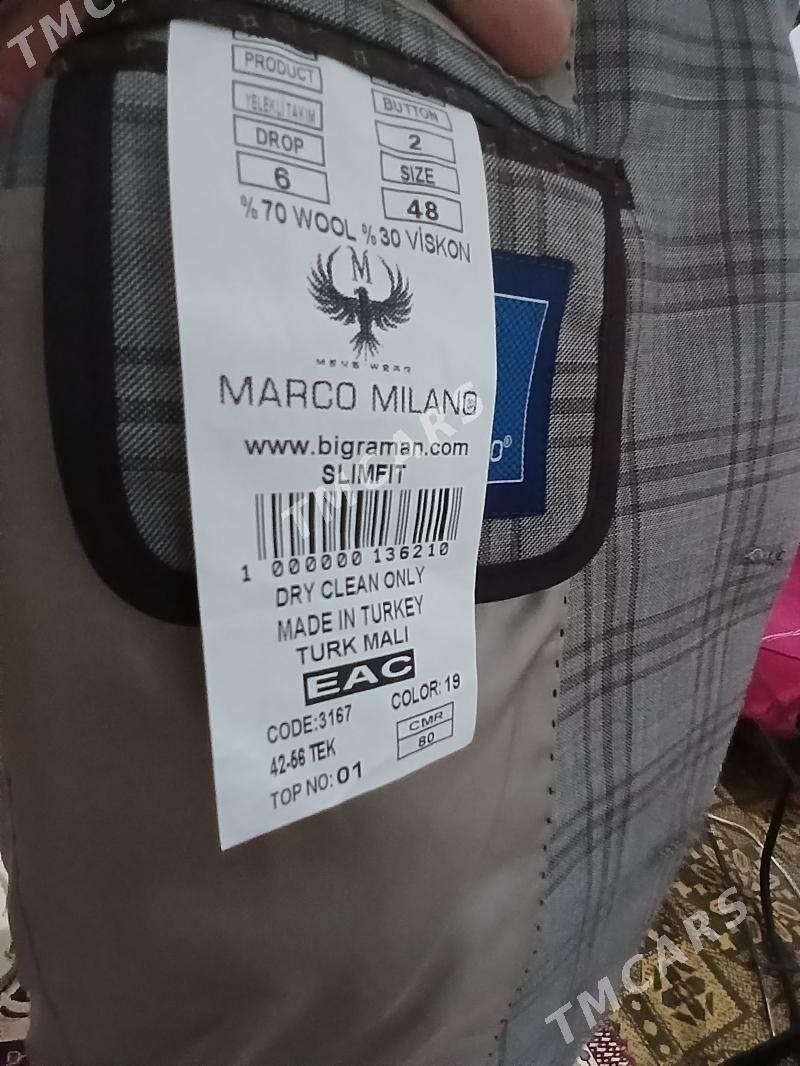 TMCARS
PRODUCT
BUTTON
YELEKLİ TAKIM
2
DROP
SIZE
6
48
%70 WOOL %30 VİSKON
M
MENS WEAR
MARCO MILANO
www.bigraman.com
SLIMFIT
TMCARS
1 000000 136210
DRY CLEAN ONLY
MADE IN TURKEY
TURK MALI
EAC
CODE:3167
COLOR:19
42-56 TEK
CMR
80
TOP NO: 01
TMCARS